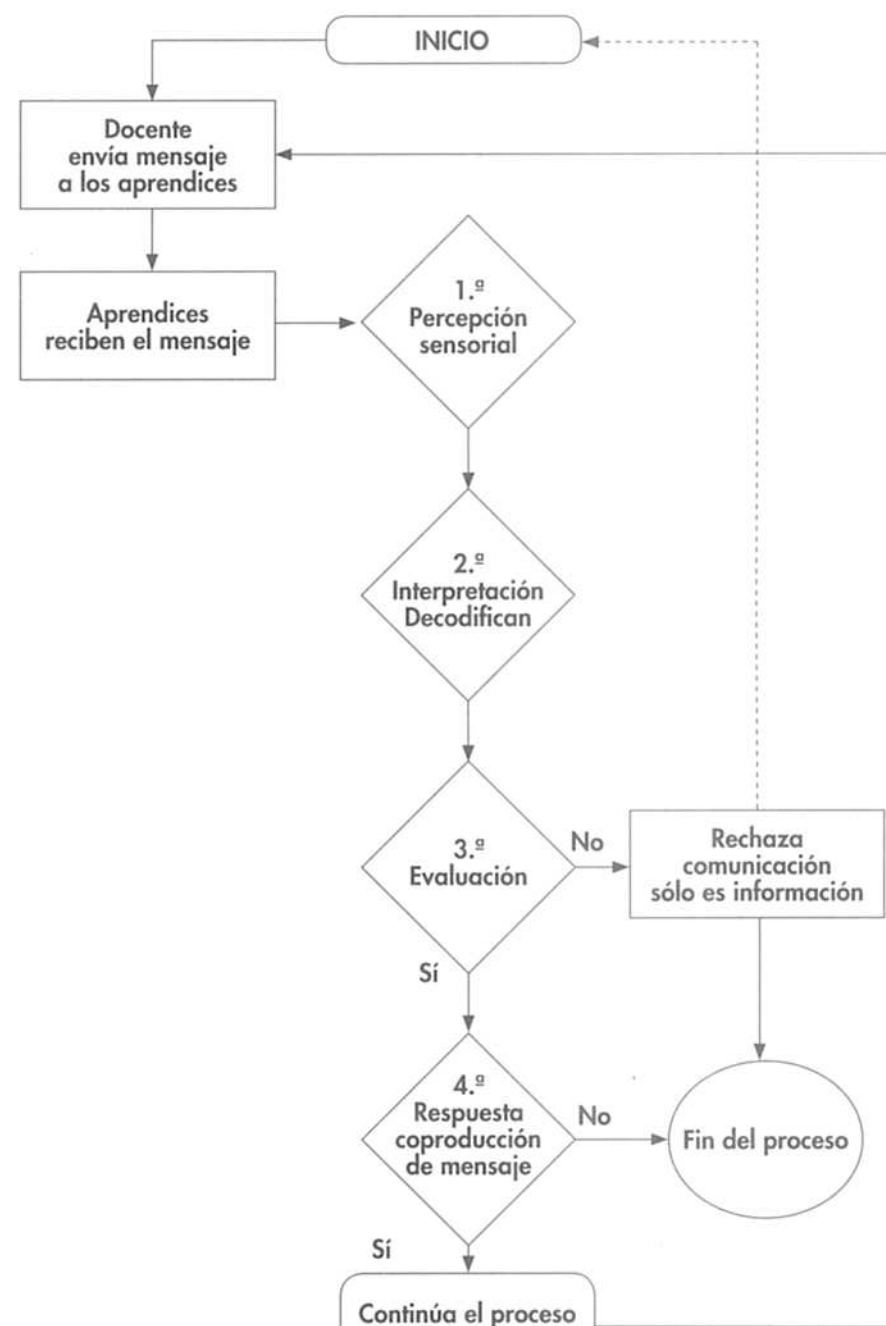 INICIO
Docente
envía mensaje
a los aprendices
Aprendices
reciben el mensaje
1.ª
Percepción
sensorial
2.ª
Interpretación
Decodifican
3.ª
Evaluación
No
Rechaza
comunicación
sólo es información
Sí
4.ª
Respuesta
coproducción
de mensaje
No
Fin del proceso
Sí
Continúa el proceso